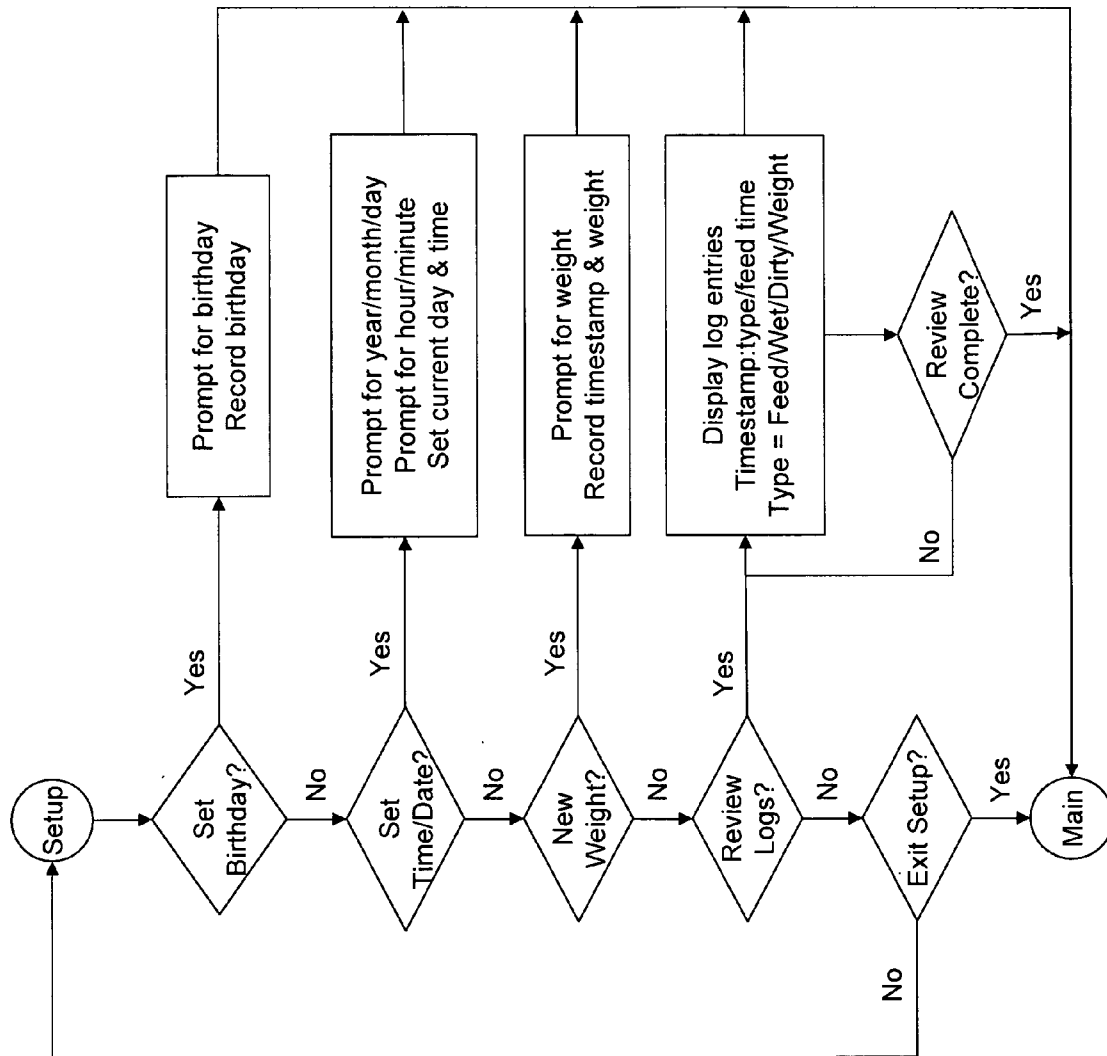 Setup
Set
Birthday?
Yes
Prompt for birthday
Record birthday
No
Set
Time/Date?
Yes
Prompt for year/month/day
Prompt for hour/minute
Set current day & time
No
New
Weight?
Yes
Prompt for weight
Record timestamp & weight
No
Review
Logs?
Yes
Display log entries
Timestamp:type/feed time
Type = Feed/Wet/Dirty/Weight
No
Review
Complete?
Yes
No
Exit Setup?
No
Yes
Main